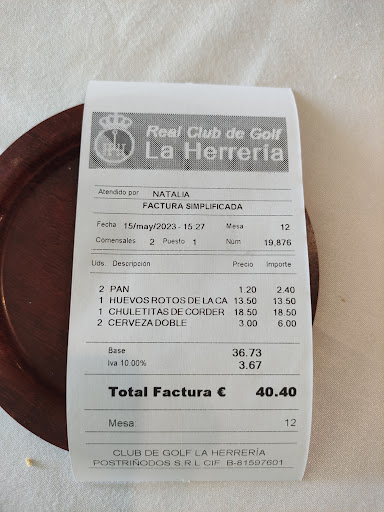 Real Club de Golf
La Herrería
Atendido por NATALIA
FACTURA SIMPLIFICADA
Fecha 15/may/2023 - 15:27 Mesa 12
Comensales 2 Puesto 1 Num 19,876
Uds. Descripción Precio Importe
2 PAN 1.20 2.40
1 HUEVOS ROTOS DE LA CA 13.50 13.50
1 CHULETITAS DE CORDER 18.50 18.50
2 CERVEZA DOBLE 3.00 6.00
Base 36.73
Iva 10.00% 3.67
Total Factura € 40.40
Mesa: 12
CLUB DE GOLF LA HERRERÍA
POSTRIÑODOS S.R.L CIF: B-81597601